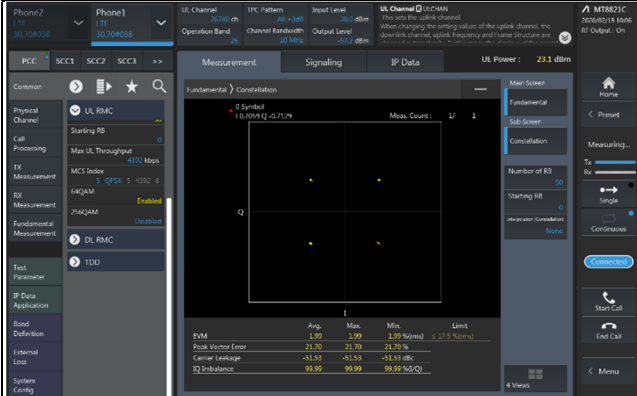 Phone2
LTE
30.70#038
Phone1
LTE
30.70#038
UL Channel
26740 ch
TPC Pattern
All +3dB
Input Level
38.0 dBm
Operation Band
26
Channel Bandwidth
10 MHz
Output Level
-57.2 dBm
UL Channel ULCHAN
This sets the uplink channel.
When changing the setting values of the uplink channel, the
downlink channel, uplink frequency and Frame Structure are
MT8821C
2020/02/18 10:06
RF Output : On
PCC
SCC1
SCC2
SCC3
>>
Measurement
Signaling
IP Data
UL Power : 23.1 dBm
Common
Physical
Channel
Call
Processing
TX
Measurement
RX
Measurement
Fundamental
Measurement
Test
Parameter
IP Data
Application
Band
Definition
External
Loss
System
Config
UL RMC
50
Starting RB
0
Max UL Throughput
4392 kbps
MCS Index
5 QPSK 5 4392 8
64QAM
Enabled
256QAM
Disabled
DL RMC
TDD
Fundamental > Constellation
0 Symbol
I 0.7059 Q -0.7129
Meas. Count : 1/ 1
Q
I
Avg. Max. Min. Limit
EVM 1.99 1.99 1.99 %(rms) ≤ 17.5 %(rms)
Peak Vector Error 21.70 21.70 21.70 %
Carrier Leakage -51.53 -51.53 -51.53 dBc
IQ Imbalance 99.99 99.99 99.99 %(I/Q)
Main Screen
Fundamental
Sub Screen
Constellation
Number of RB
50
Starting RB
0
Interpolation (Constellation)
None
4 Views
Home
< Preset
Measuring...
Tx
Rx
Single
Continuous
Connected
Start Call
End Call
< Menu